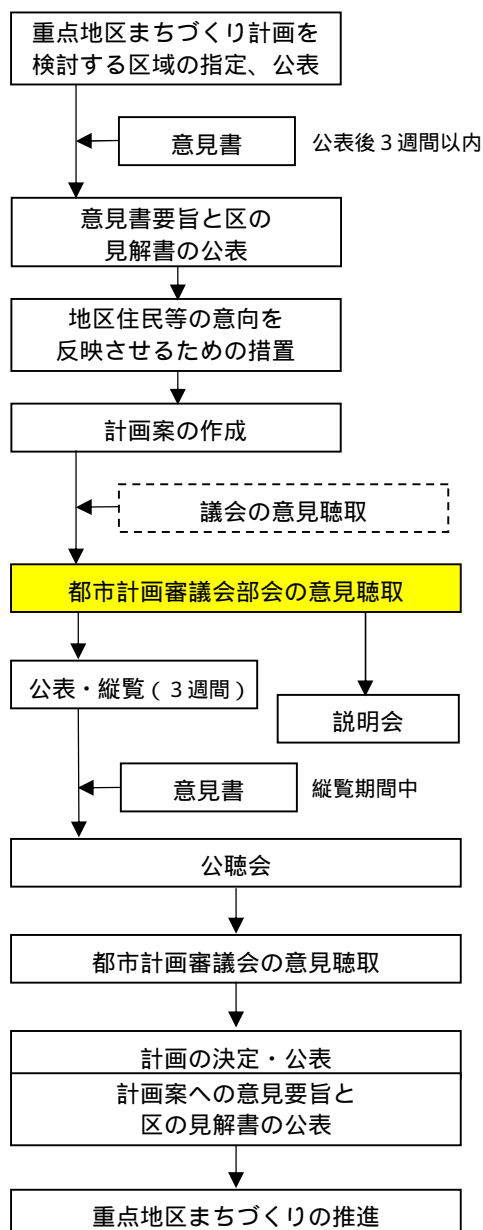 重点地区まちづくり計画を
検討する区域の指定、公表
意見書
公表後３週間以内
意見書要旨と区の
見解書の公表
地区住民等の意向を
反映させるための措置
計画案の作成
議会の意見聴取
都市計画審議会部会の意見聴取
公表・縦覧（３週間）
説明会
意見書
縦覧期間中
公聴会
都市計画審議会の意見聴取
計画の決定・公表
計画案への意見要旨と
区の見解書の公表
重点地区まちづくりの推進